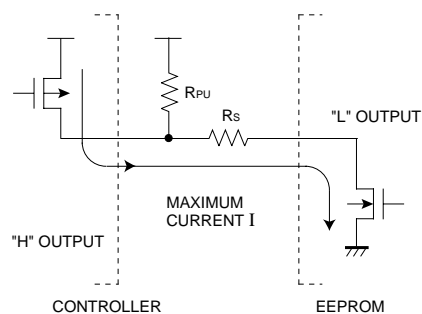 RPU
RS
"L" OUTPUT
MAXIMUM
CURRENT I
"H" OUTPUT
CONTROLLER
EEPROM